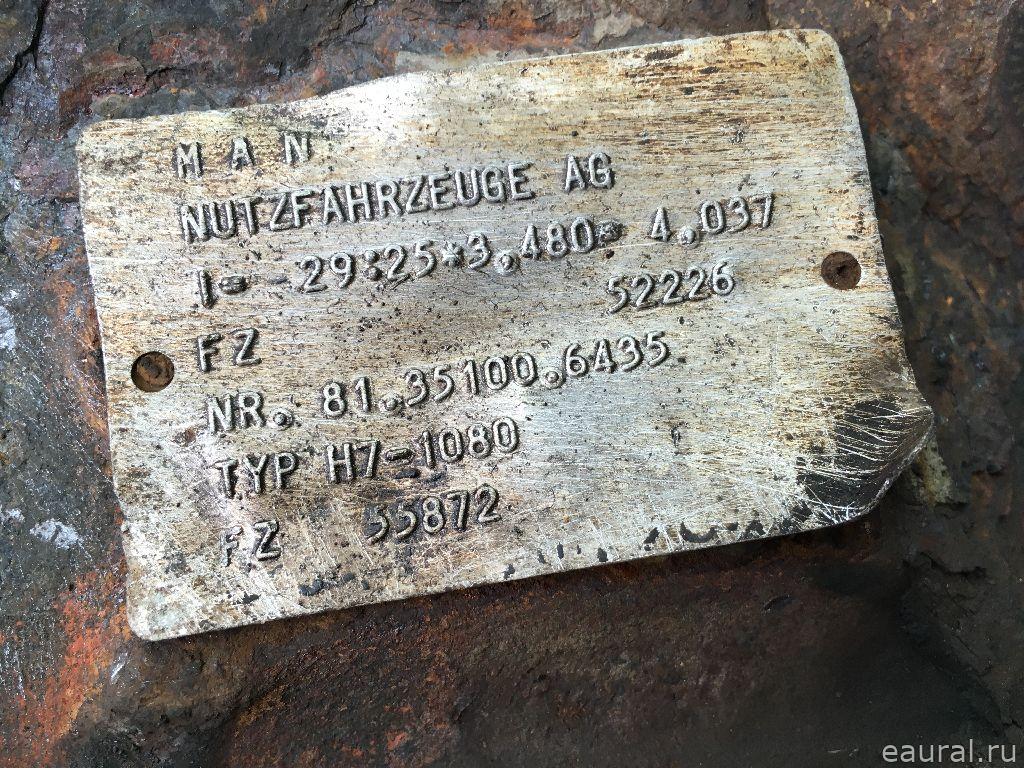 MAN
NUTZFAHRZEUGE AG
I= 29:25*3.480= 4.037
52226
FZ
NR. 81.35100.6435
TYP H7-1080
FZ 55872
eaural.ru